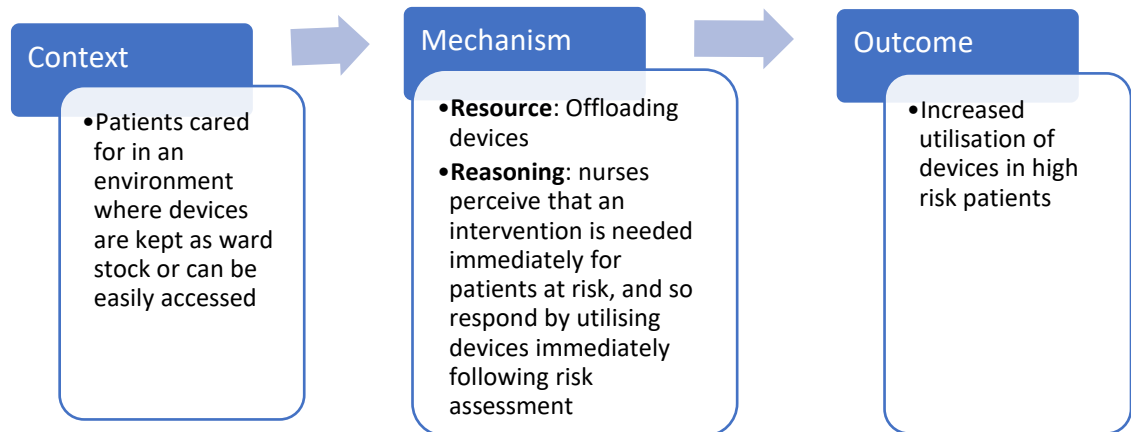 Context
•Patients cared
for in an
environment
where devices
are kept as ward
stock or can be
easily accessed
Mechanism
•Resource: Offloading
devices
•Reasoning: nurses
perceive that an
intervention is needed
immediately for
patients at risk, and so
respond by utilising
devices immediately
following risk
assessment
Outcome
•Increased
utilisation of
devices in high
risk patients